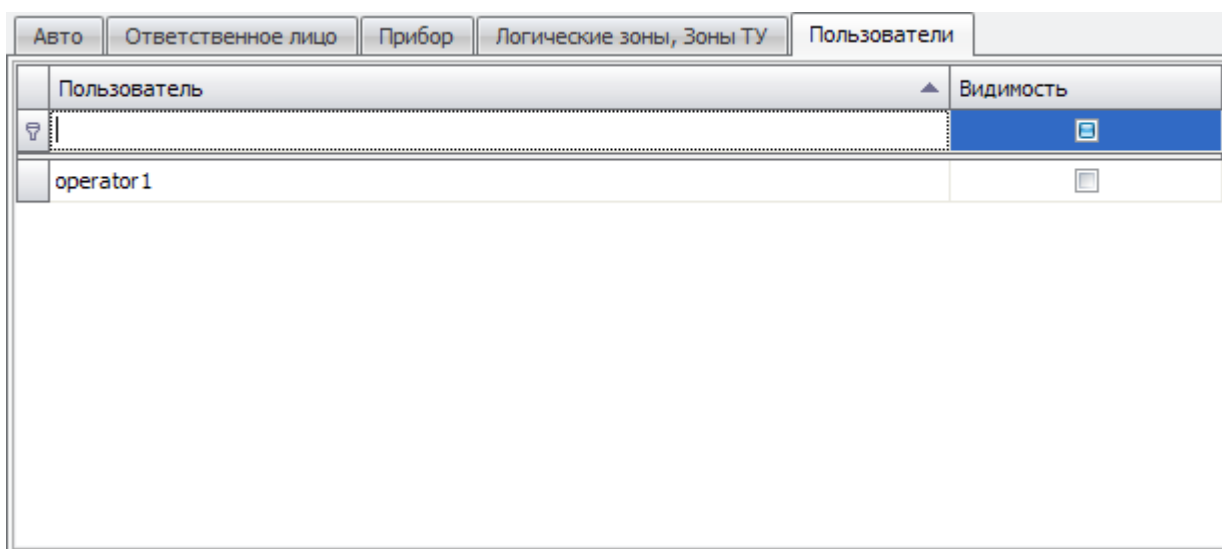 Авто Ответственное лицо Прибор Логические зоны, Зоны ТУ Пользователи
Пользователь Видимость
operator1